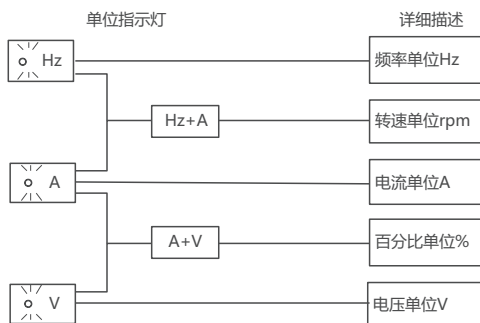 单位指示灯 详细描述
Hz 频率单位Hz
Hz+A 转速单位rpm
A 电流单位A
A+V 百分比单位%
V 电压单位V